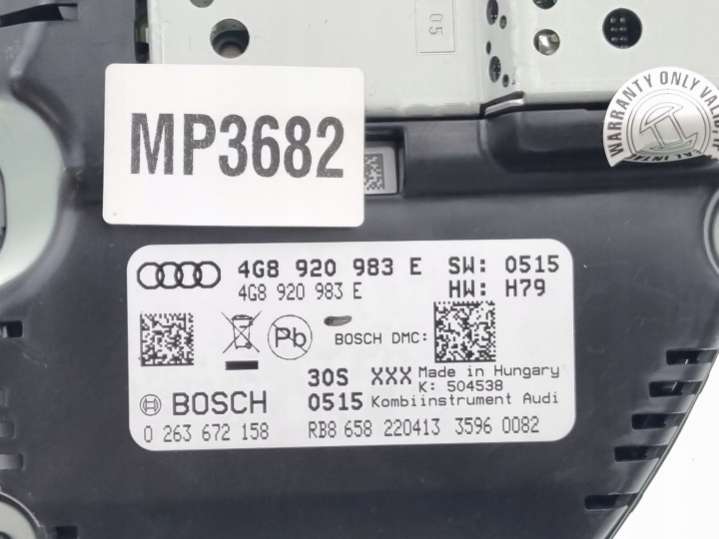 05
WARRANTY ONLY VALID IF
MP3682
4G8 920 983 E SW: 0515
4G8 920 983 E HW: H79
Pb BOSCH DMC:
30S XXX Made in Hungary
K: 504538
BOSCH 0515 Kombiinstrument Audi
0 263 672 158 RB8 658 220413 3596 0082